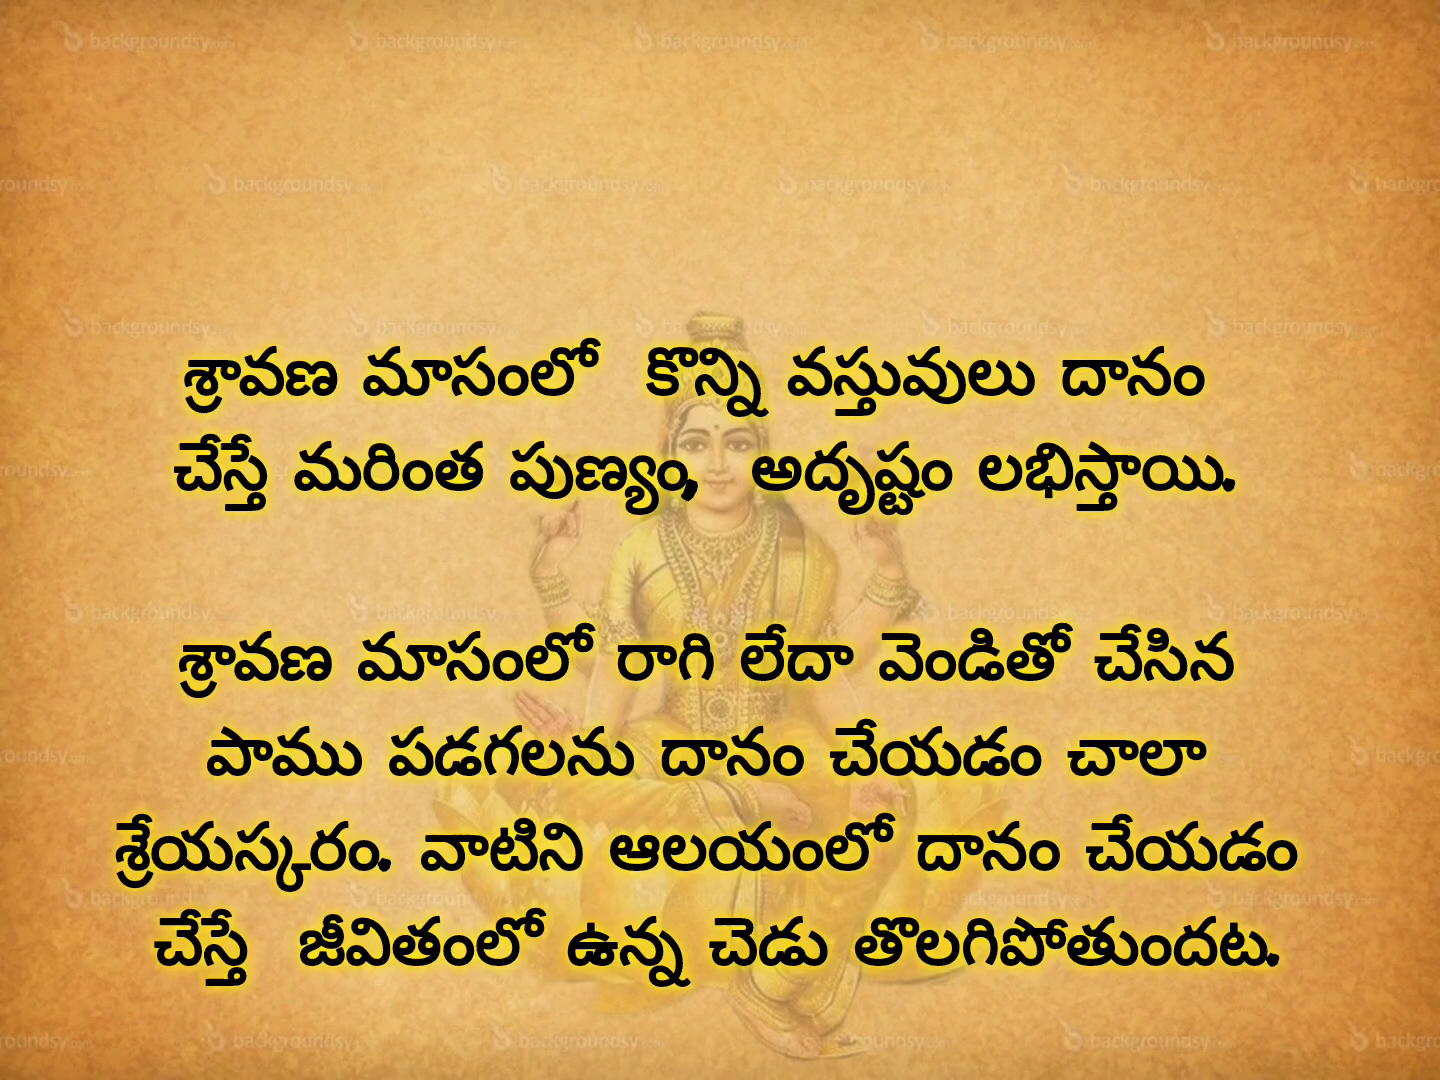 శ్రావణ మాసంలో కొన్ని వస్తువులు దానం
చేస్తే మరింత పుణ్యం, అదృష్టం లభిస్తాయి.
శ్రావణ మాసంలో రాగి లేదా వెండితో చేసిన
పాము పడగలను దానం చేయడం చాలా
శ్రేయస్కరం. వాటిని ఆలయంలో దానం చేయడం
చేస్తే జీవితంలో ఉన్న చెడు తొలగిపోతుందట.